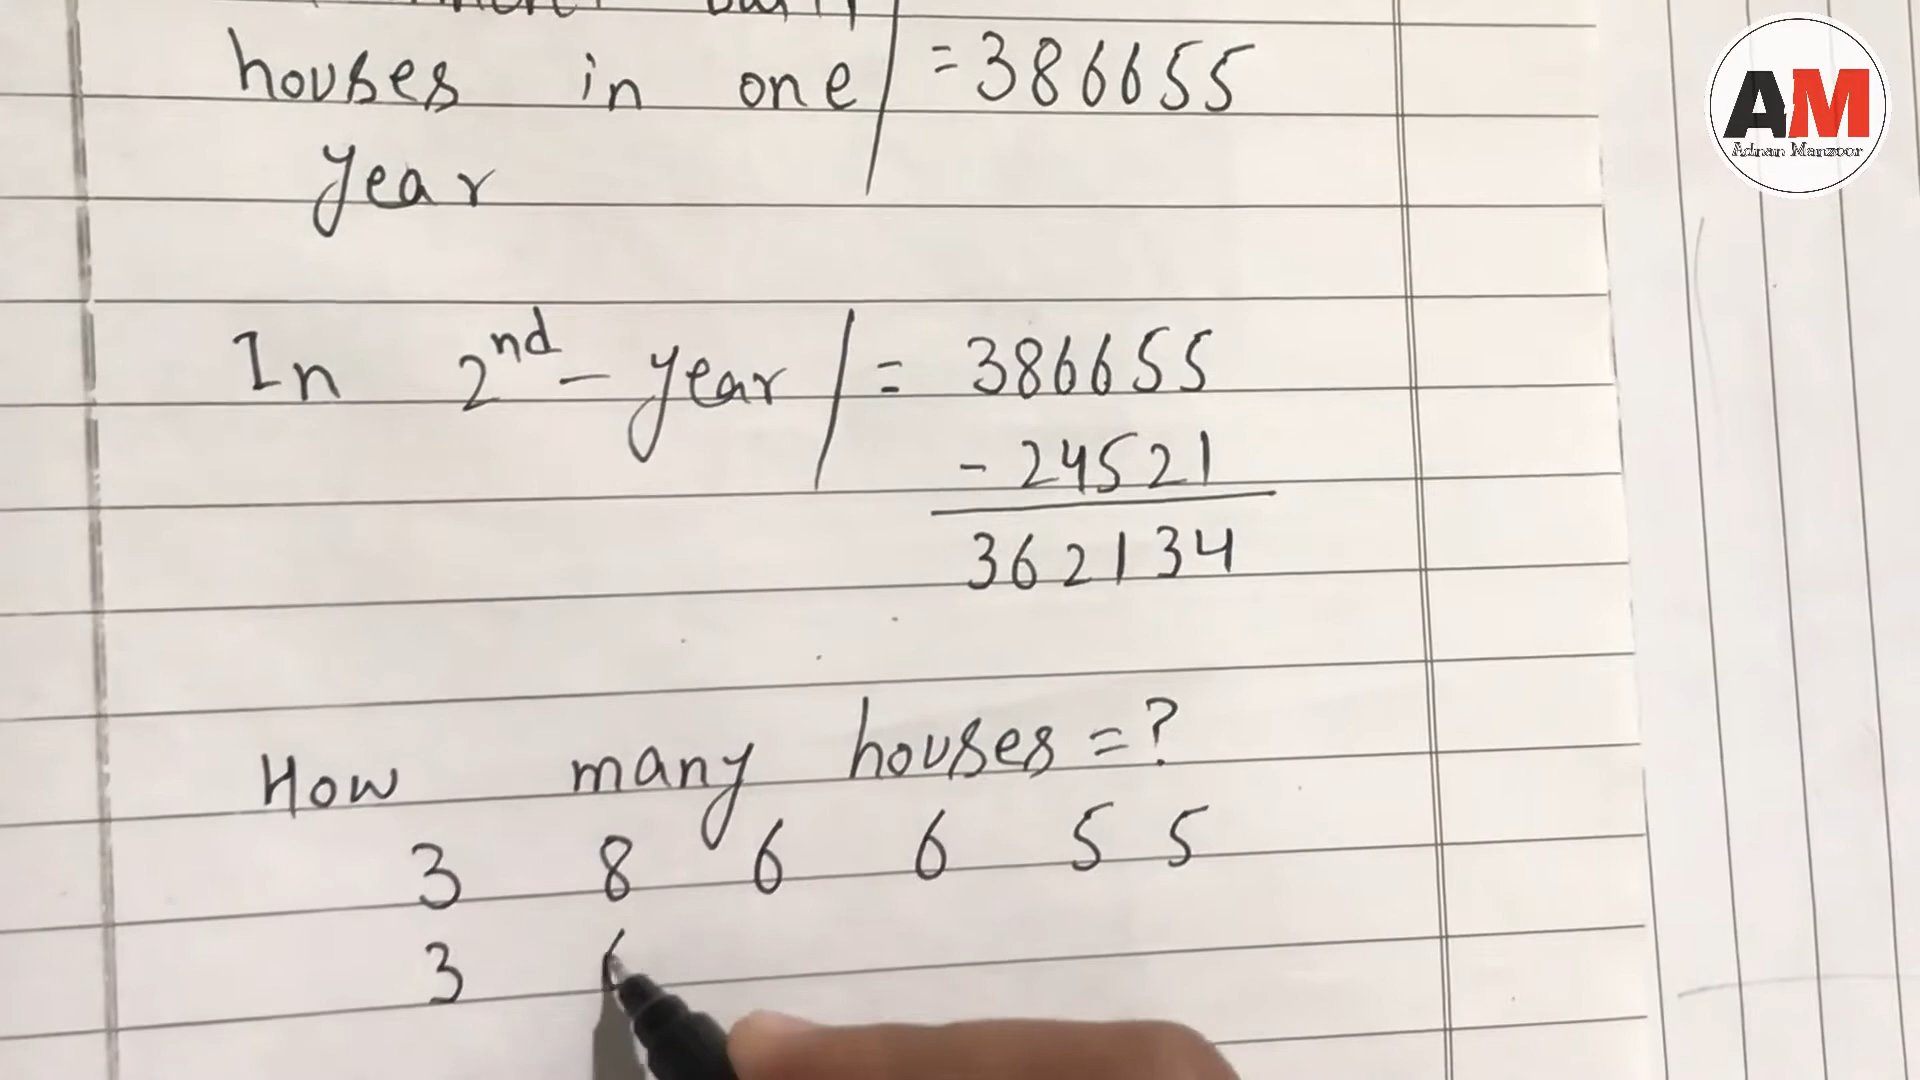 houses in one = 386655
year
In 2nd - year = 386655
- 24521
362134
How many houses = ?
3 8 6 6 5 5
3 6
AM
Adnan Manzoor